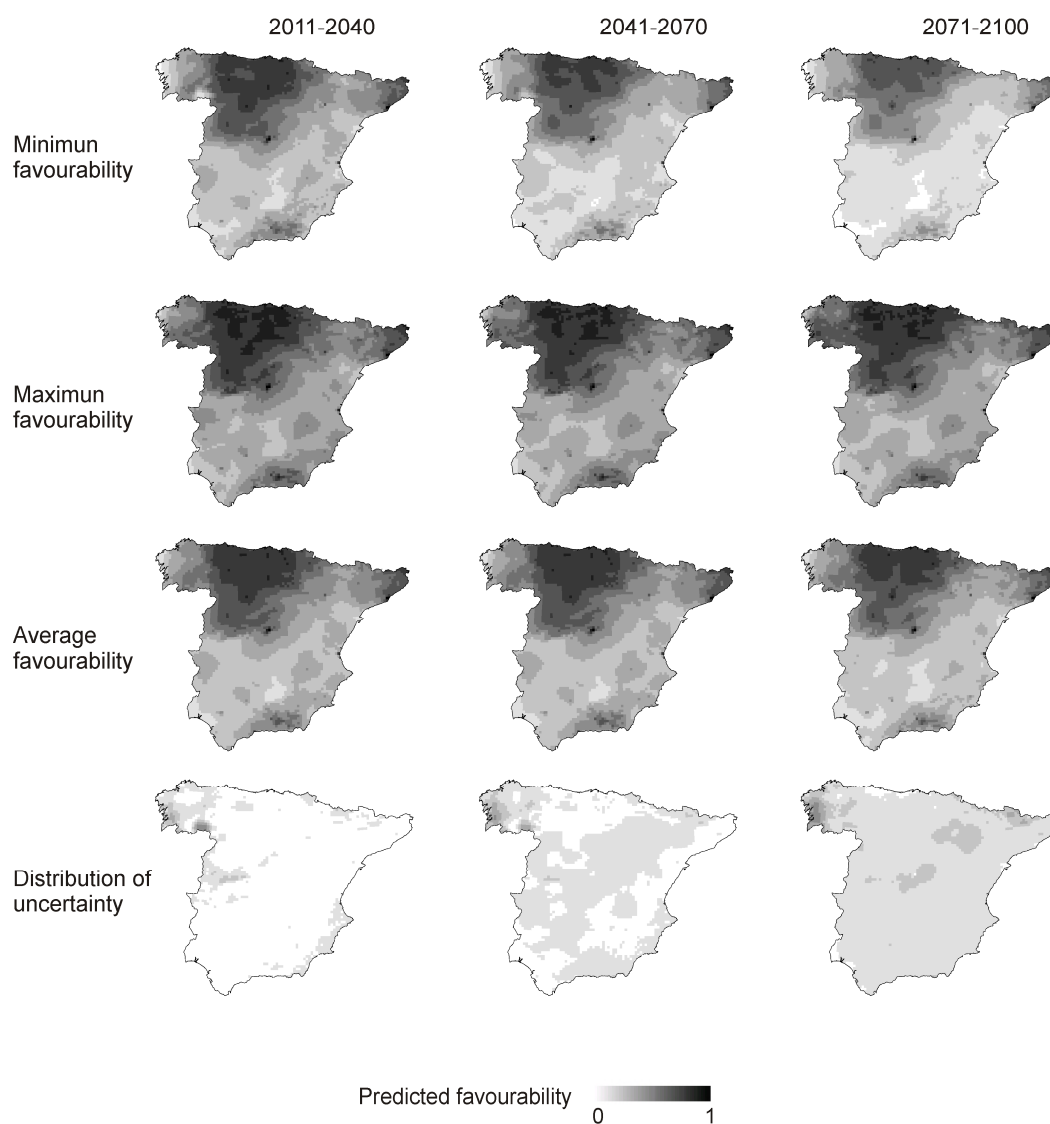 2011-2040 2041-2070 2071-2100
Minimun
favourability
Maximun
favourability
Average
favourability
Distribution of
uncertainty
Predicted favourability
0 1